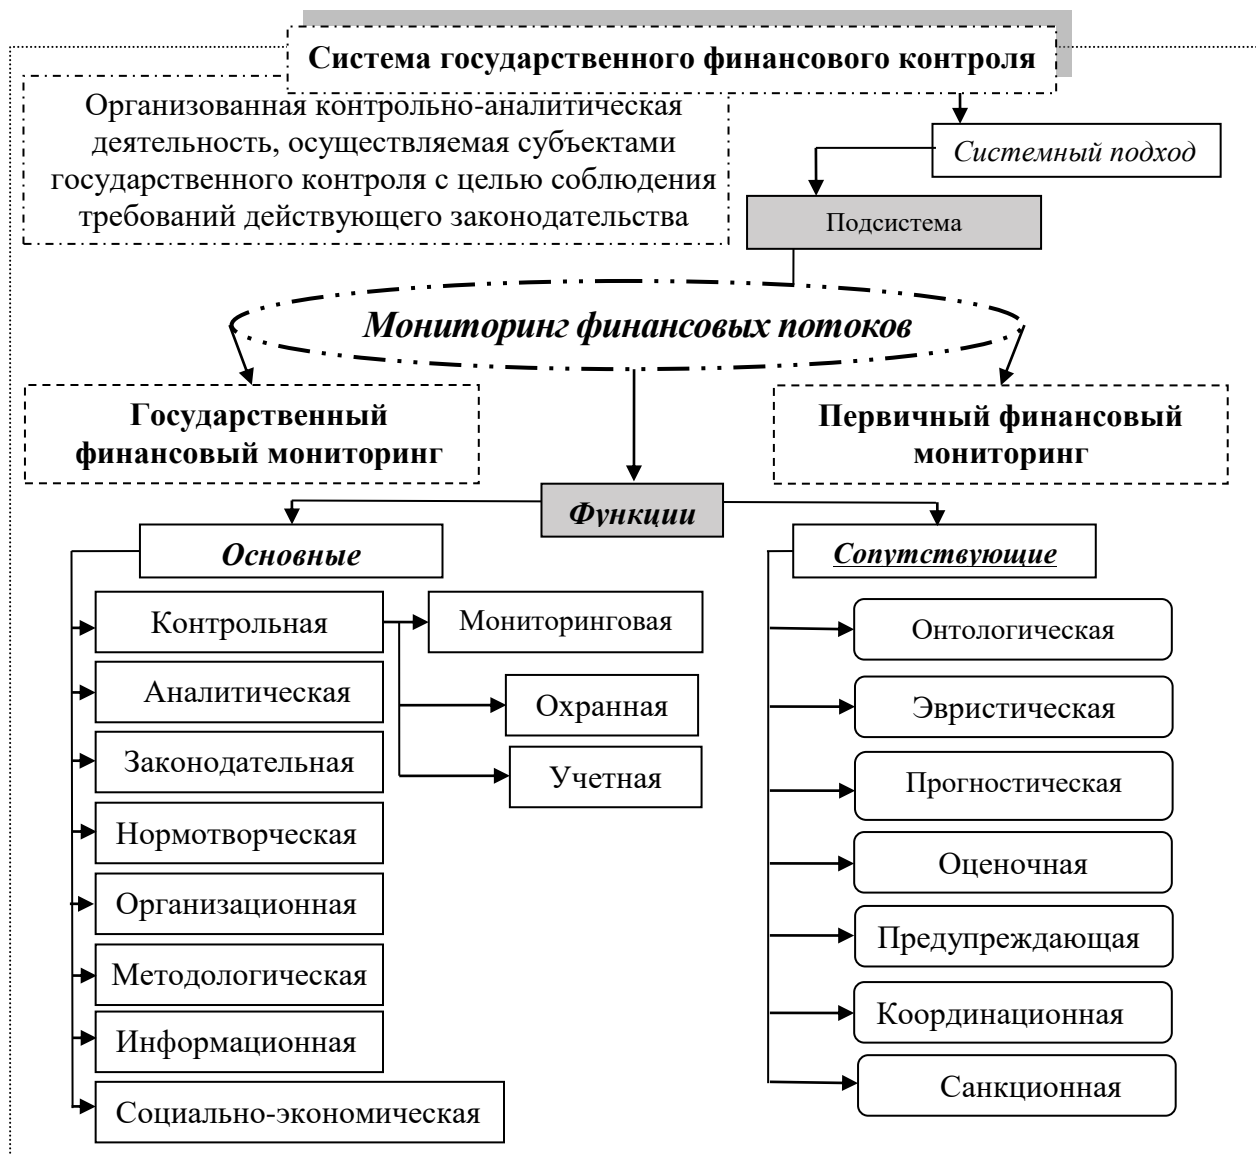 Система государственного финансового контроля
Организованная контрольно-аналитическая
деятельность, осуществляемая субъектами
государственного контроля с целью соблюдения
требований действующего законодательства
Системный подход
Подсистема
Мониторинг финансовых потоков
Государственный
финансовый мониторинг
Первичный финансовый
мониторинг
Функции
Основные
Сопутствующие
Контрольная
Мониторинговая
Охранная
Учетная
Аналитическая
Законодательная
Нормотворческая
Организационная
Методологическая
Информационная
Социально-экономическая
Онтологическая
Эвристическая
Прогностическая
Оценочная
Предупреждающая
Координационная
Санкционная